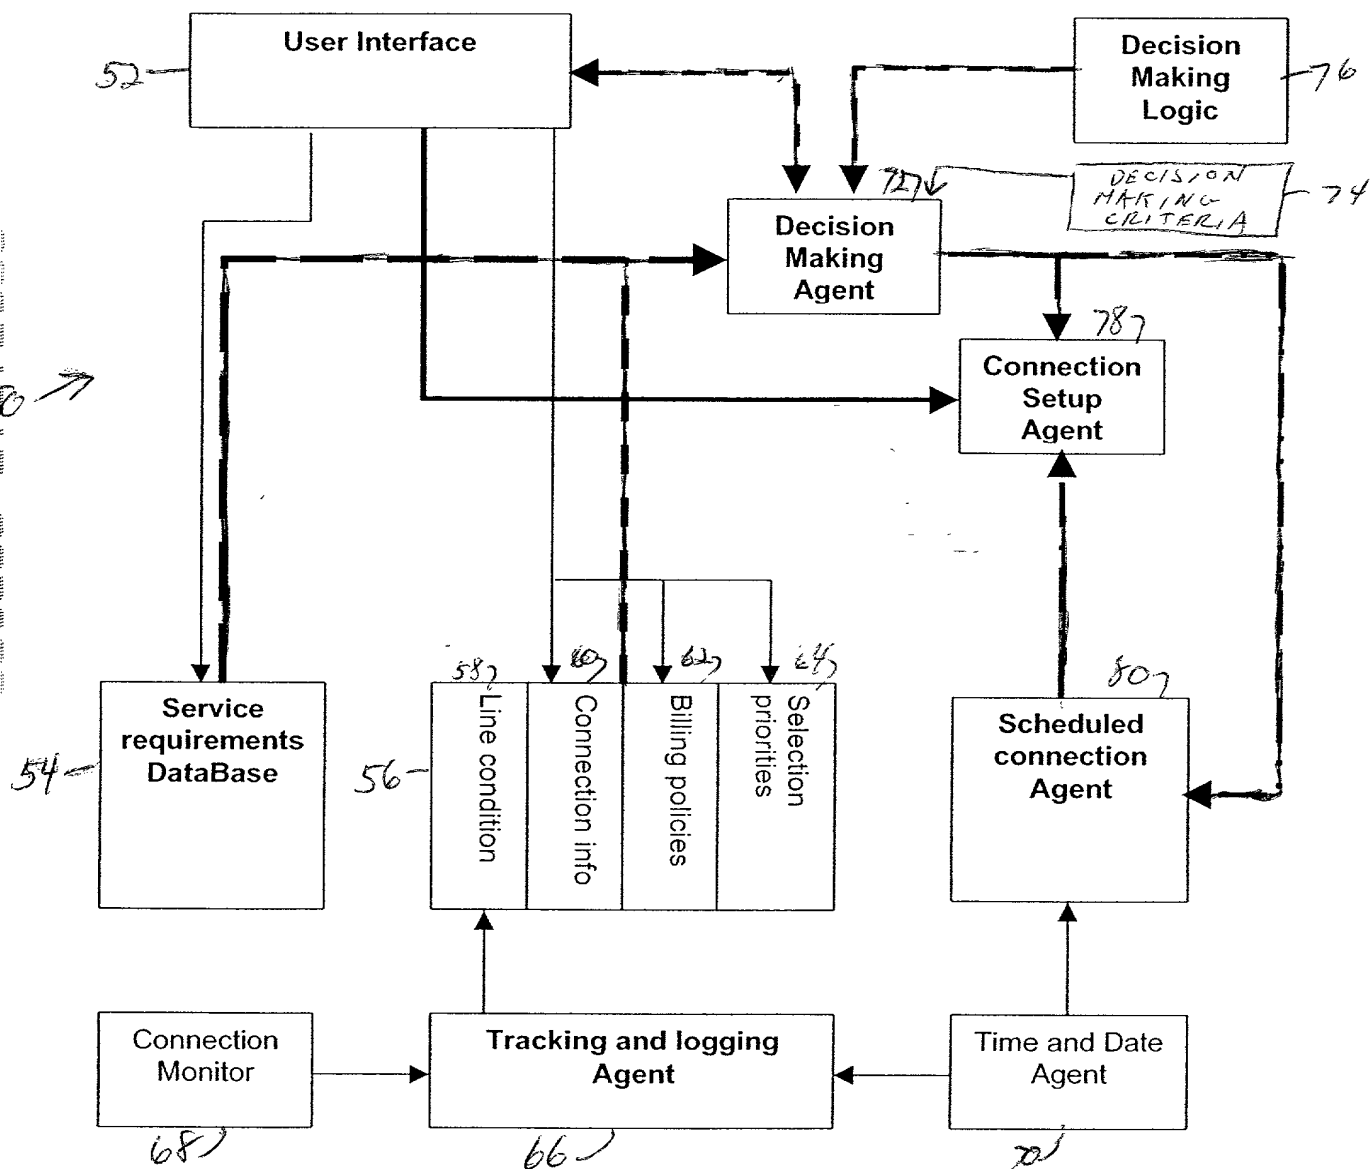 User Interface
52
Decision
Making
Logic
76
72
DECISION
MAKING
CRITERIA
74
Decision
Making
Agent
78
Connection
Setup
Agent
58
60
62
64
80
Service
requirements
DataBase
54
56
Line condition
Connection info
Billing policies
Selection
priorities
Scheduled
connection
Agent
Connection
Monitor
68
Tracking and logging
Agent
66
Time and Date
Agent
70